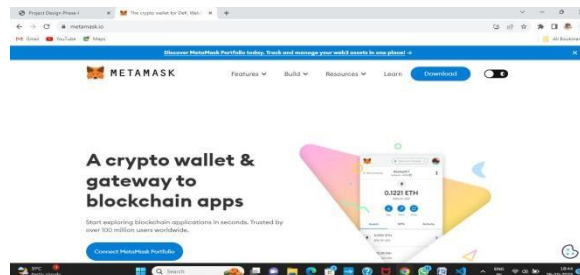 Project Design Phase-I
The crypto wallet for Defi, Web3
metamask.io
Gmail
YouTube
Maps
All Bookmarks
Discover MetaMask Portfolio today. Track and manage your web3 assets in one place! →
METAMASK
Features
Build
Resources
Learn
Download
A crypto wallet &
gateway to
blockchain apps
Start exploring blockchain applications in seconds. Trusted by
over 100 million users worldwide.
Connect MetaMask Portfolio
0.1221 ETH
Search
ENG
18:44